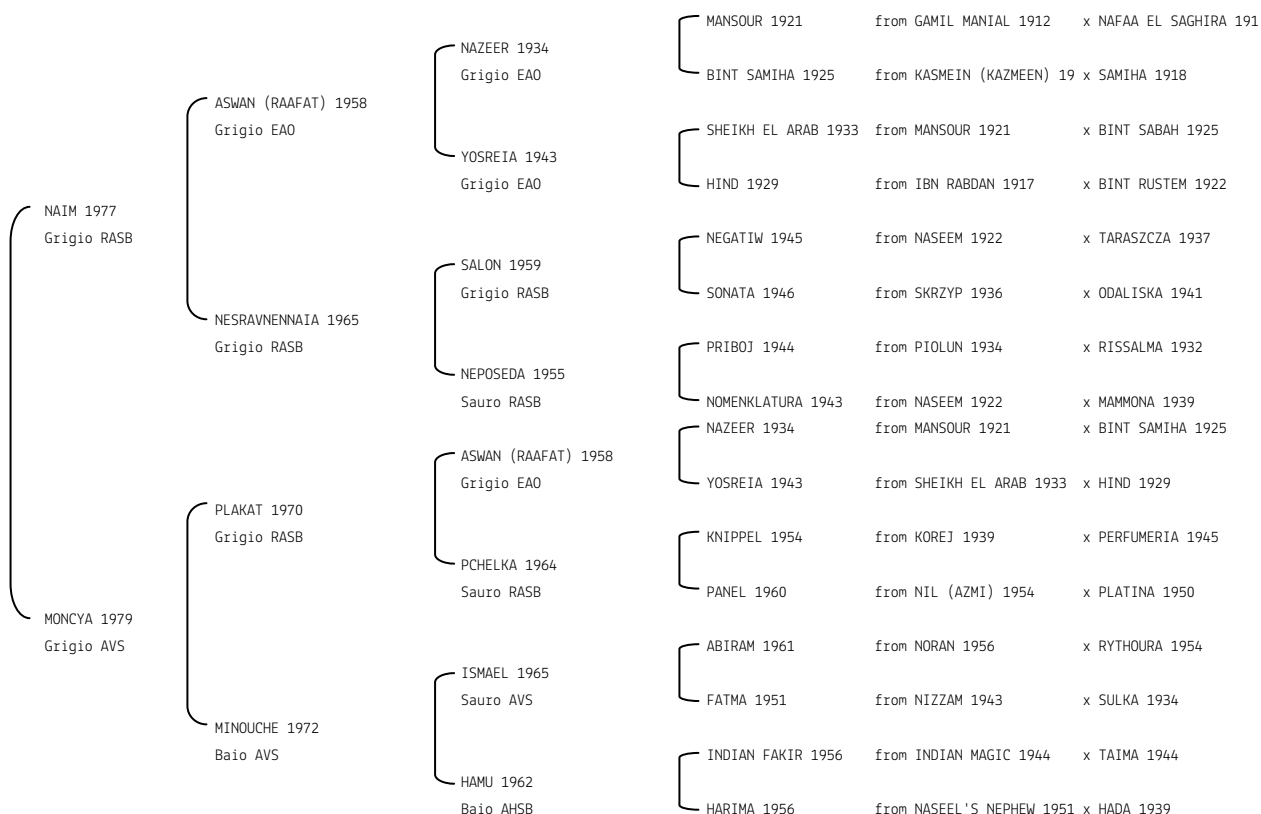 MANSOUR 1921 from GAMIL MANIAL 1912 x NAFAA EL SAGHIRA 191
NAZEER 1934
Grigio EAO
BINT SAMIHA 1925 from KASMEIN (KAZMEEN) 19 x SAMIHA 1918
ASWAN (RAAFAT) 1958
Grigio EAO
SHEIKH EL ARAB 1933 from MANSOUR 1921 x BINT SABAH 1925
YOSREIA 1943
Grigio EAO
HIND 1929 from IBN RABDAN 1917 x BINT RUSTEM 1922
NAIM 1977
Grigio RASB
NEGATIW 1945 from NASEEM 1922 x TARASZCZA 1937
SALON 1959
Grigio RASB
SONATA 1946 from SKRZYP 1936 x ODALISKA 1941
NESRAVNENNAIA 1965
Grigio RASB
PRIBOJ 1944 from PIOLUN 1934 x RISSALMA 1932
NEPOSEDA 1955
Sauro RASB
NOMENKLATURA 1943 from NASEEM 1922 x MAMMONA 1939
NAZEER 1934 from MANSOUR 1921 x BINT SAMIHA 1925
ASWAN (RAAFAT) 1958
Grigio EAO
YOSREIA 1943 from SHEIKH EL ARAB 1933 x HIND 1929
PLAKAT 1970
Grigio RASB
KNIPPEL 1954 from KOREJ 1939 x PERFUMERIA 1945
PCHELKA 1964
Sauro RASB
PANEL 1960 from NIL (AZMI) 1954 x PLATINA 1950
MONCYA 1979
Grigio AVS
ABIRAM 1961 from NORAN 1956 x RYTHOURA 1954
ISMAEL 1965
Sauro AVS
FATMA 1951 from NIZZAM 1943 x SULKA 1934
MINOUCHE 1972
Baio AVS
INDIAN FAKIR 1956 from INDIAN MAGIC 1944 x TAIMA 1944
HAMU 1962
Baio AHSB
HARIMA 1956 from NASEEL'S NEPHEW 1951 x HADA 1939